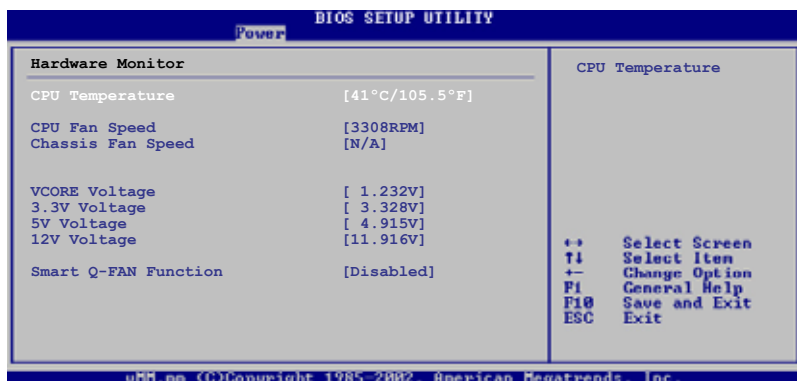 BIOS SETUP UTILITY
Power
Hardware Monitor
CPU Temperature [41°C/105.5°F]
CPU Fan Speed [3308RPM]
Chassis Fan Speed [N/A]
VCORE Voltage [ 1.232V]
3.3V Voltage [ 3.328V]
5V Voltage [ 4.915V]
12V Voltage [11.916V]
Smart Q-FAN Function [Disabled]
CPU Temperature
↔ Select Screen
↑↓ Select Item
+- Change Option
F1 General Help
F10 Save and Exit
ESC Exit
(C)Copyright 1985-2002, American Megatrends, Inc.